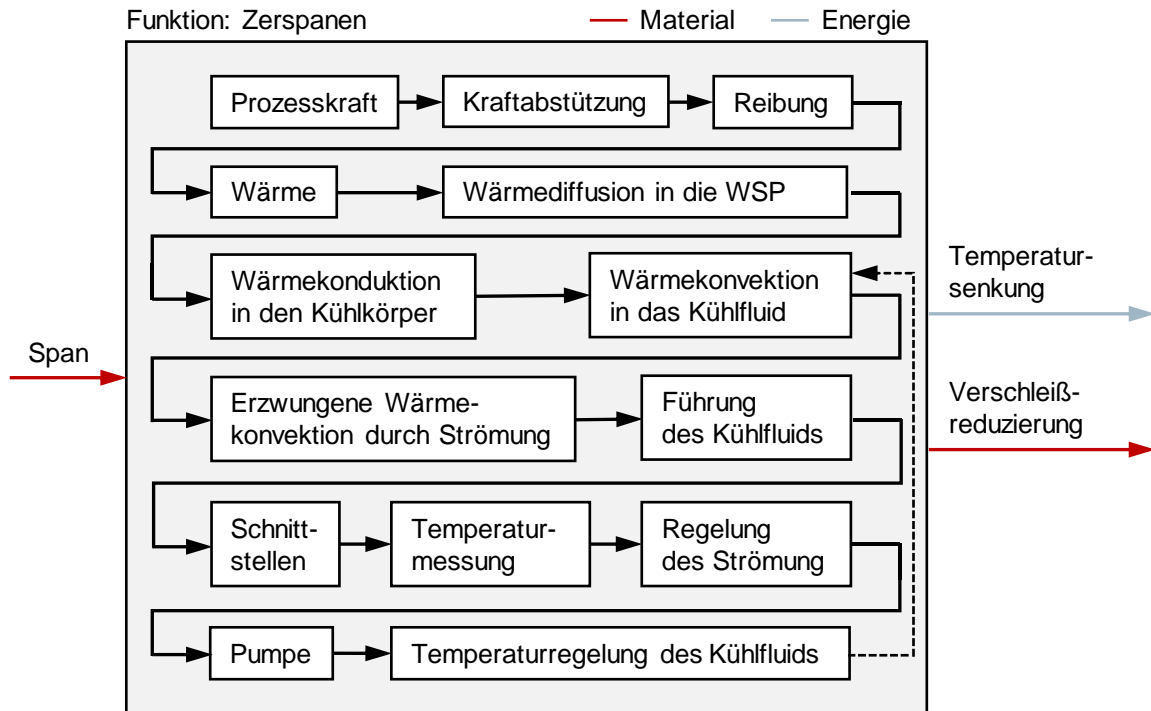 Funktion: Zerspanen
Material
Energie
Prozesskraft
Kraftabstützung
Reibung
Wärme
Wärmediffusion in die WSP
Wärmekonduktion
in den Kühlkörper
Wärmekonvektion
in das Kühlfluid
Temperatur-
senkung
Span
Erzwungene Wärme-
konvektion durch Strömung
Führung
des Kühlfluids
Verschleiß-
reduzierung
Schnitt-
stellen
Temperatur-
messung
Regelung
des Strömung
Pumpe
Temperaturregelung des Kühlfluids